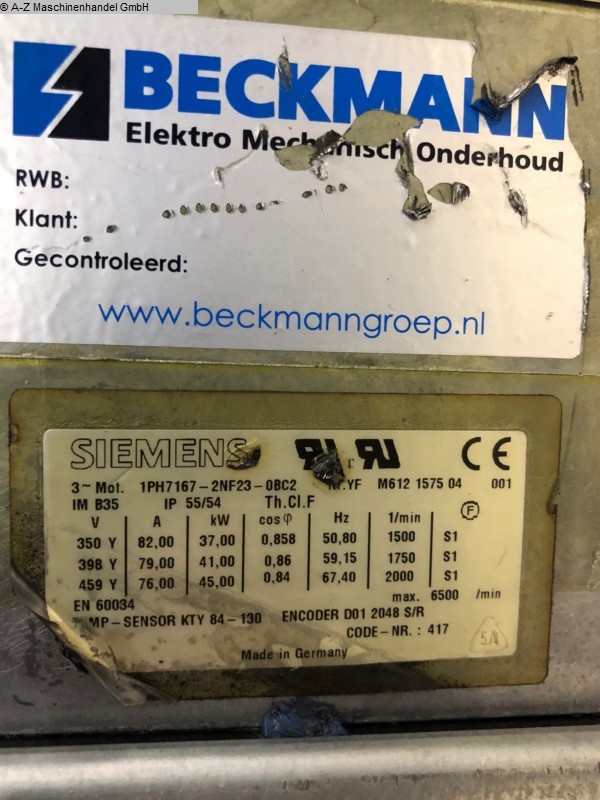 © A-Z Maschinenhandel GmbH
BECKMANN
Elektro Mechanisch Onderhoud
RWB:
Klant:
Gecontroleerd:
www.beckmanngroep.nl
SIEMENS CE
3~ Mot. 1PH7167-2NF23-0BC2 YF M612 1575 04 001
IM B35 IP 55/54 Th.Cl.F F
V A kW cos φ Hz 1/min
350 Y 82,00 37,00 0,858 50,80 1500 S1
398 Y 79,00 41,00 0,86 59,15 1750 S1
459 Y 76,00 45,00 0,84 67,40 2000 S1
max. 6500 /min
EN 60034
MP-SENSOR KTY 84-130 ENCODER D01 2048 S/R
CODE-NR.: 417
5A
Made in Germany